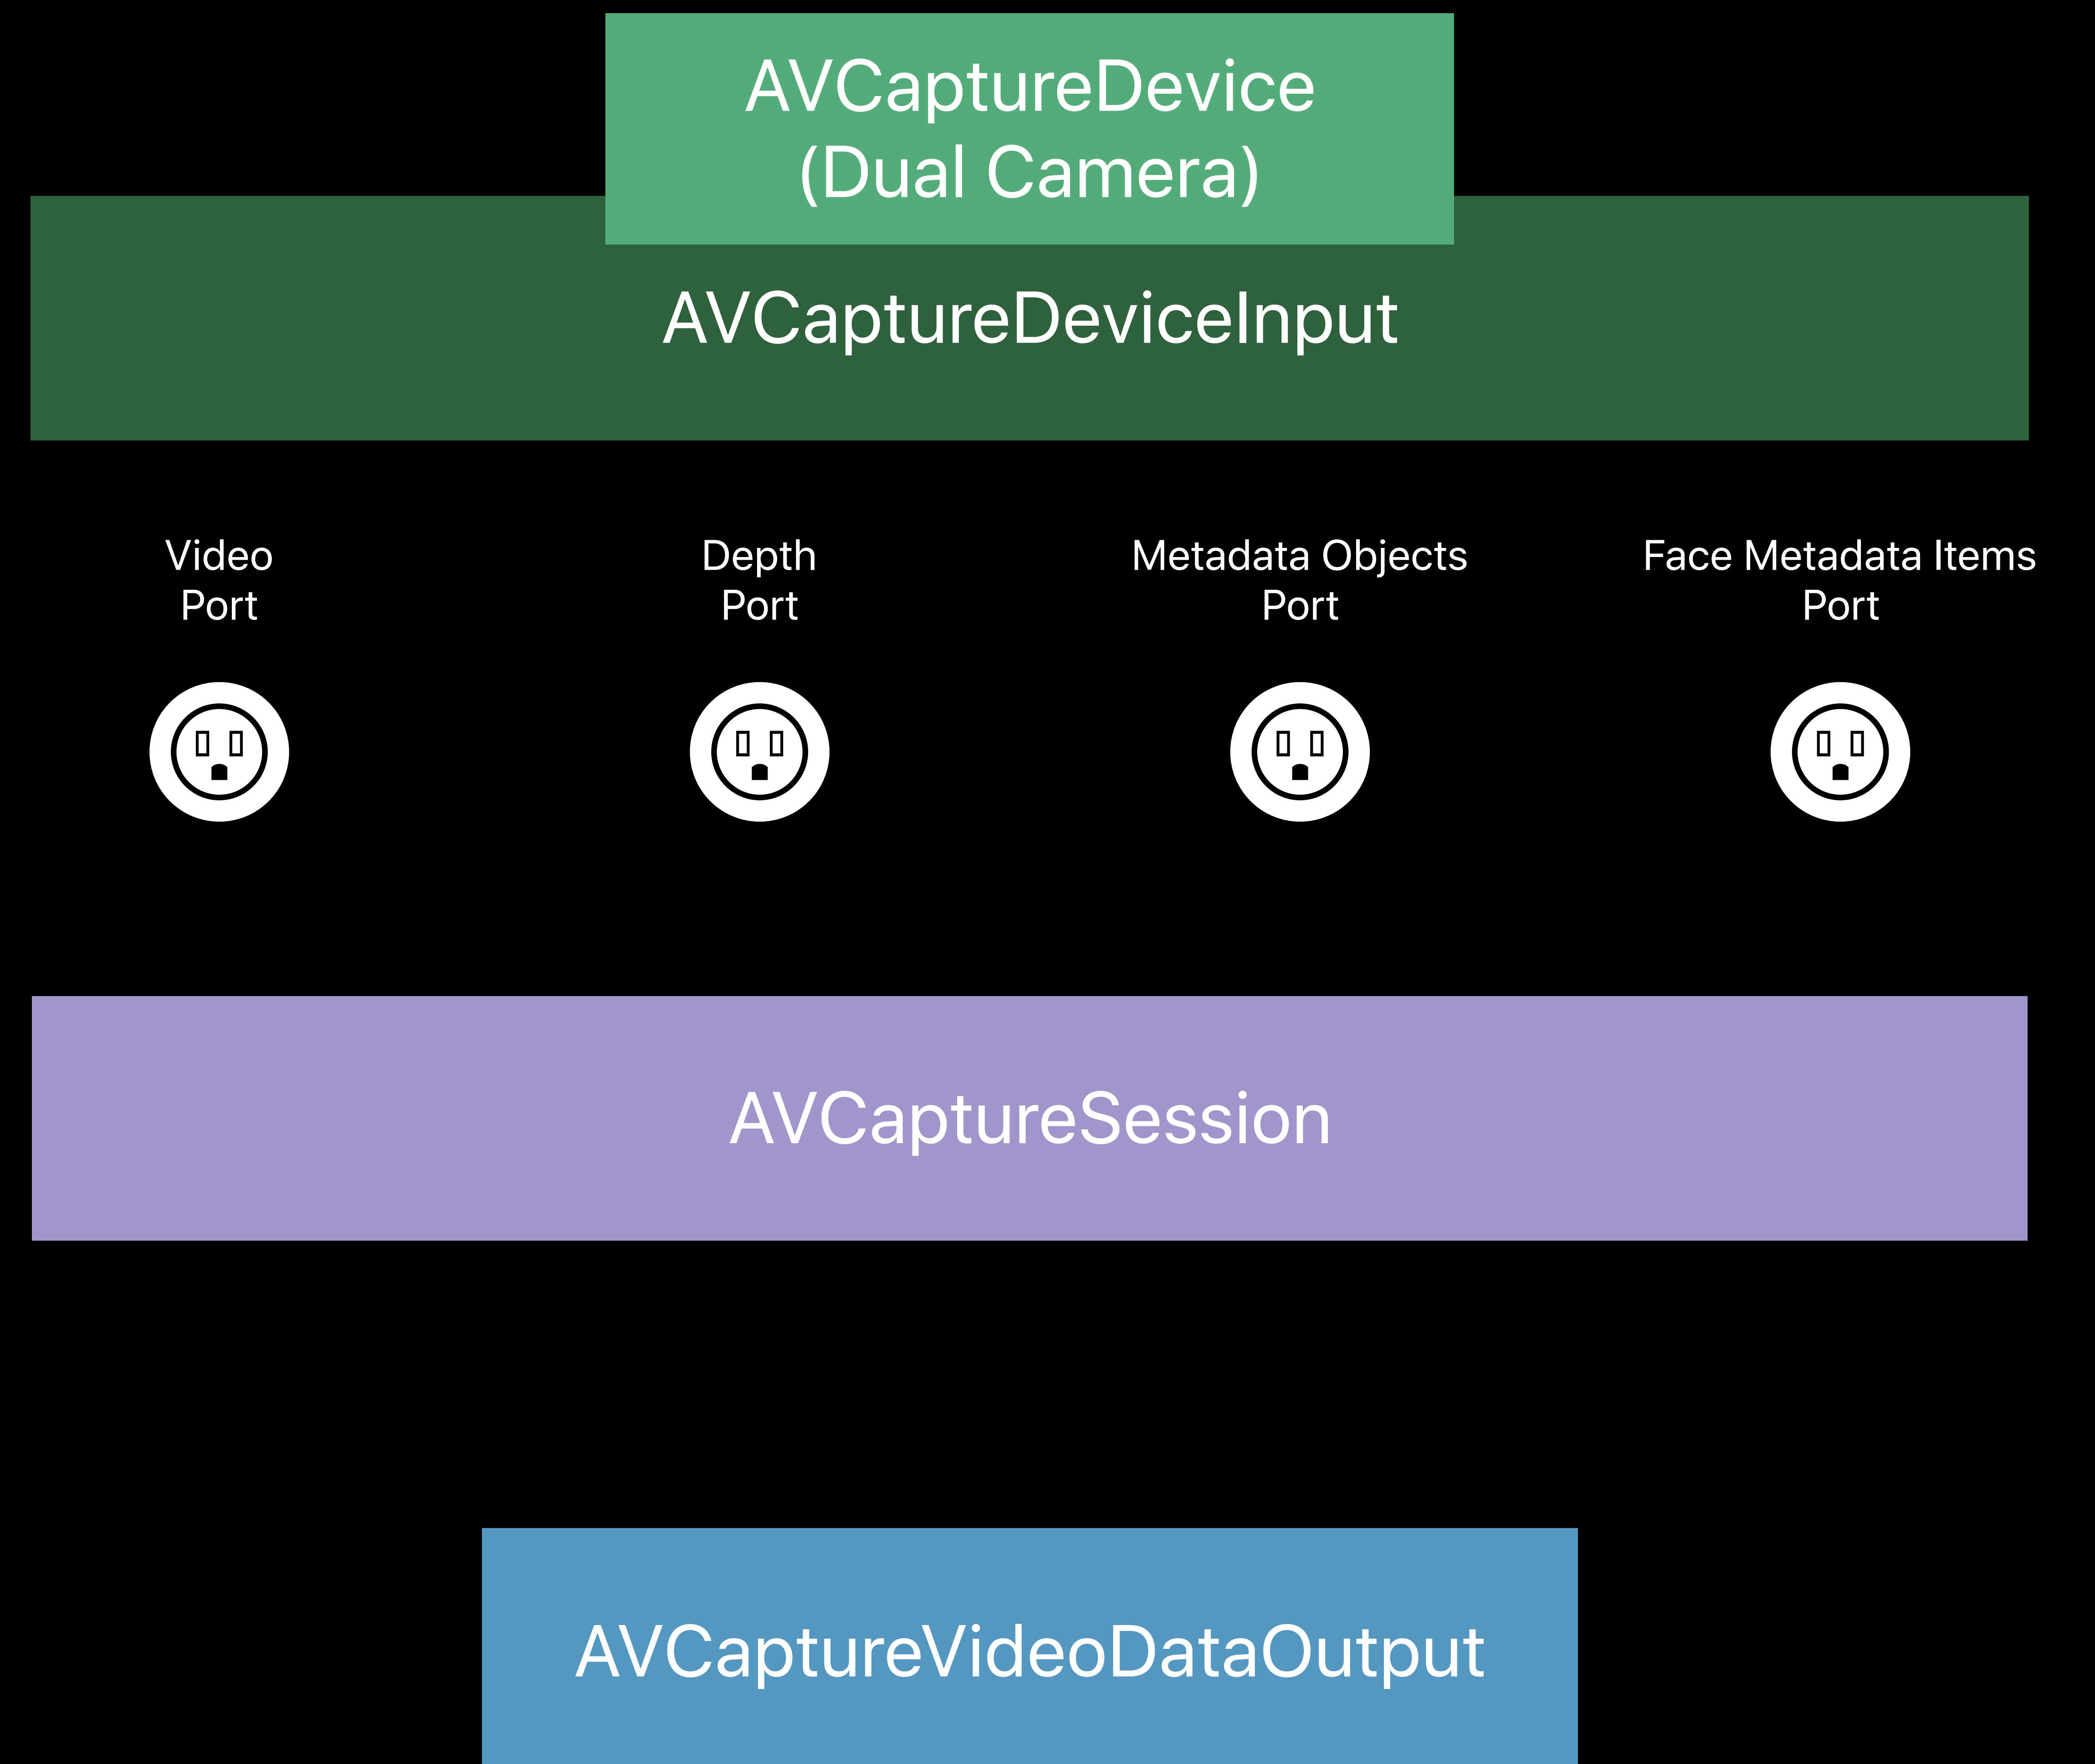 AVCaptureDevice
(Dual Camera)
AVCaptureDeviceInput
Video
Port
Depth
Port
Metadata Objects
Port
Face Metadata Items
Port
AVCaptureSession
AVCaptureVideoDataOutput